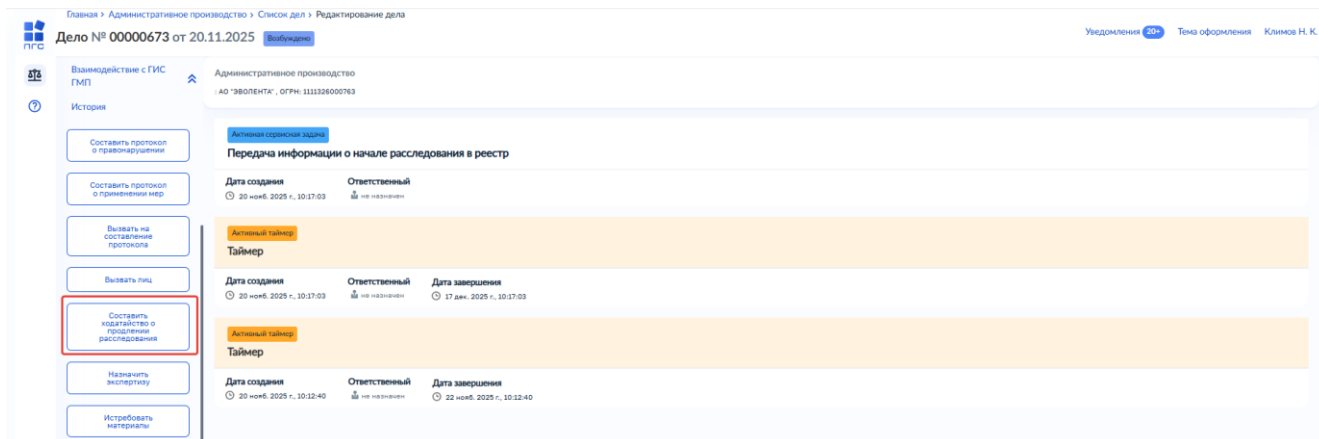 Главная > Административное производство > Список дел > Редактирование дела
Дело № 00000673 от 20.11.2025 Возбуждено
Уведомления 20+ Тема оформления Климов Н. К.
ПГС
Взаимодействие с ГИС
ГМП
История
Составить протокол
о правонарушении
Составить протокол
о применении мер
Вызвать на
составление
протокола
Вызвать лиц
Составить
ходатайство о
продлении
расследования
Назначить
экспертизу
Истребовать
материалы
Административное производство
: АО "ЭВОЛЕНТА" , ОГРН: 1111326000763
Активная сервисная задача
Передача информации о начале расследования в реестр
Дата создания Ответственный
20 нояб. 2025 г., 10:17:03 не назначен
Активный таймер
Таймер
Дата создания Ответственный Дата завершения
20 нояб. 2025 г., 10:17:03 не назначен 17 дек. 2025 г., 10:17:03
Активный таймер
Таймер
Дата создания Ответственный Дата завершения
20 нояб. 2025 г., 10:12:40 не назначен 22 нояб. 2025 г., 10:12:40